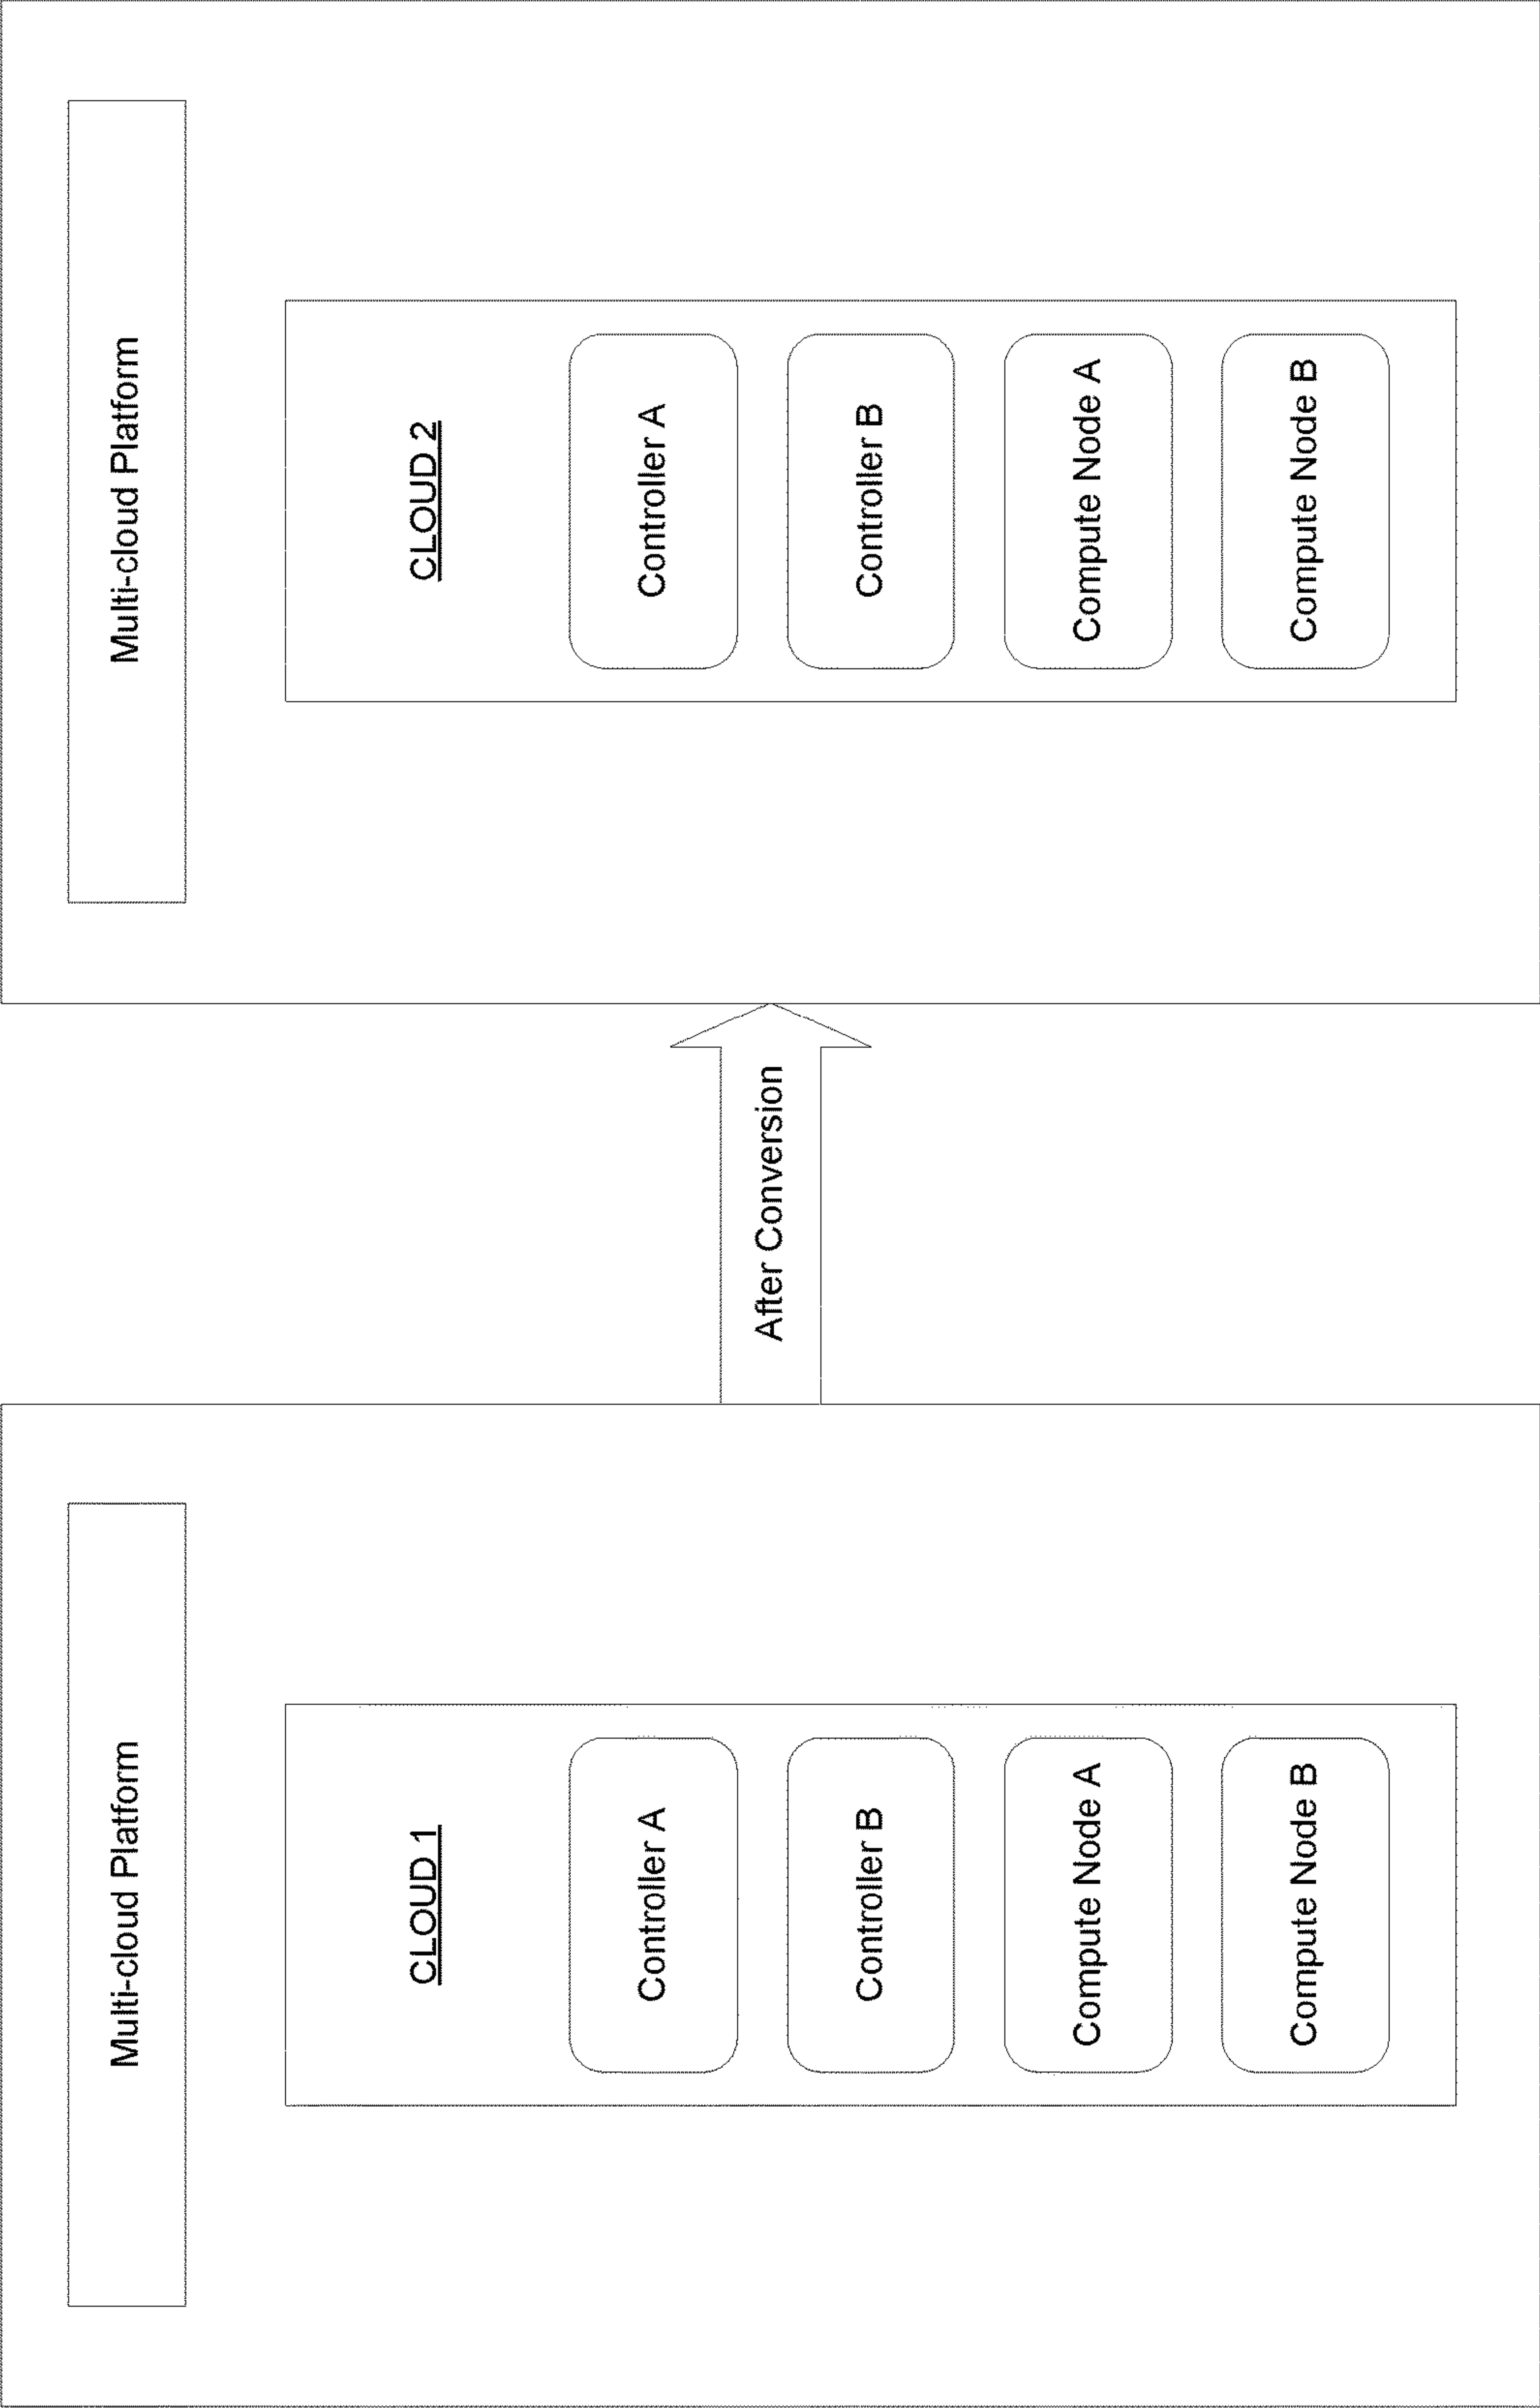 Multi-cloud Platform
CLOUD 1
Controller A
Controller B
Compute Node A
Compute Node B
After Conversion
Multi-cloud Platform
CLOUD 2
Controller A
Controller B
Compute Node A
Compute Node B